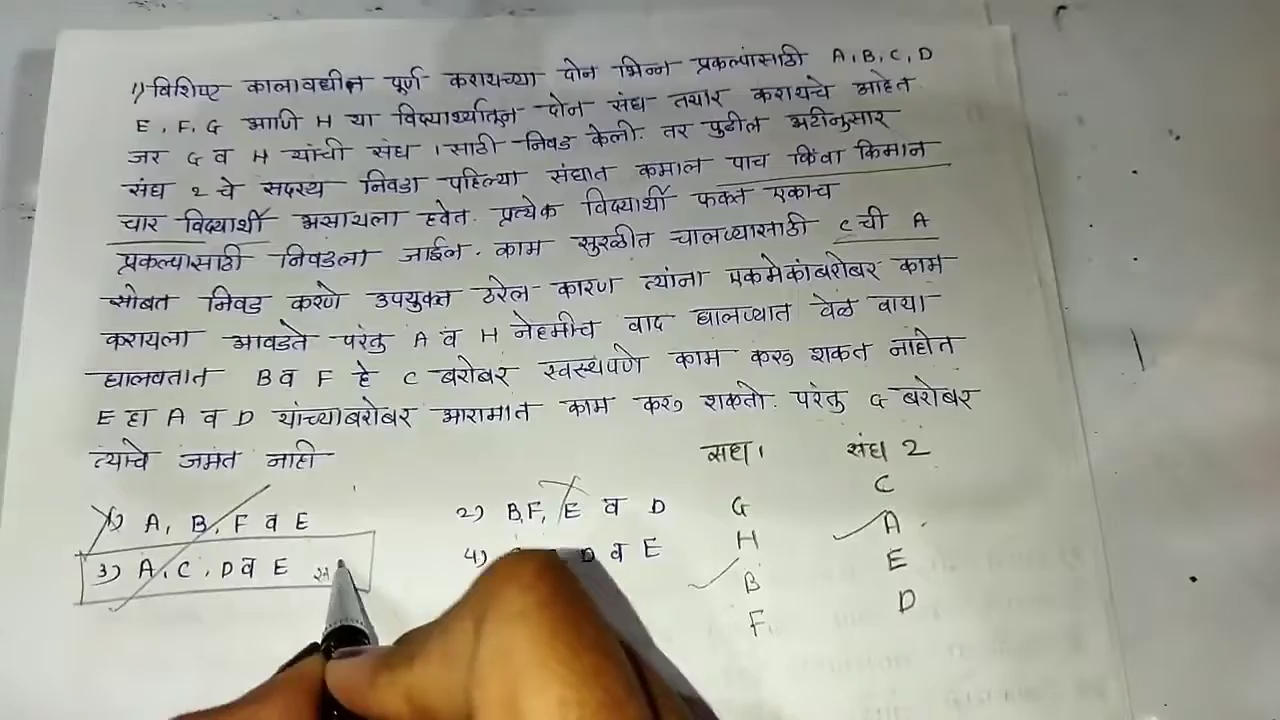 1) विशिष्ट कालावधीत पूर्ण करायच्या दोन भिन्न प्रकल्पांसाठी A, B, C, D
E, F, G आणि H या विद्यार्थ्यांतून दोन संघ तयार करायचे आहेत
जर G व H यांची संघ 1 साठी निवड केली. तर पुढील अटीनुसार
संघ 2 चे सदस्य निवडा पहिल्या संघात कमाल पाच किंवा किमान
चार विद्यार्थी असायला हवेत. प्रत्येक विद्यार्थी फक्त एकाच
प्रकल्पासाठी निवडला जाईल. काम सुरळीत चालण्यासाठी C ची A
सोबत निवड करणे उपयुक्त ठरेल कारण त्यांना एकमेकांबरोबर काम
करायला आवडते परंतु A व H नेहमीच वाद घालण्यात वेळ वाया
घालवतात B व F हे C बरोबर स्वस्थपणे काम करू शकत नाहीत
E हा A व D यांच्याबरोबर आरामात काम करू शकतो. परंतु G बरोबर
त्याचे जमत नाही
संघ 1 संघ 2
1) A, B, F व E
2) B, F, E व D
3) A, C, D व E
4) D व E
G
H
B
F
C
A
E
D